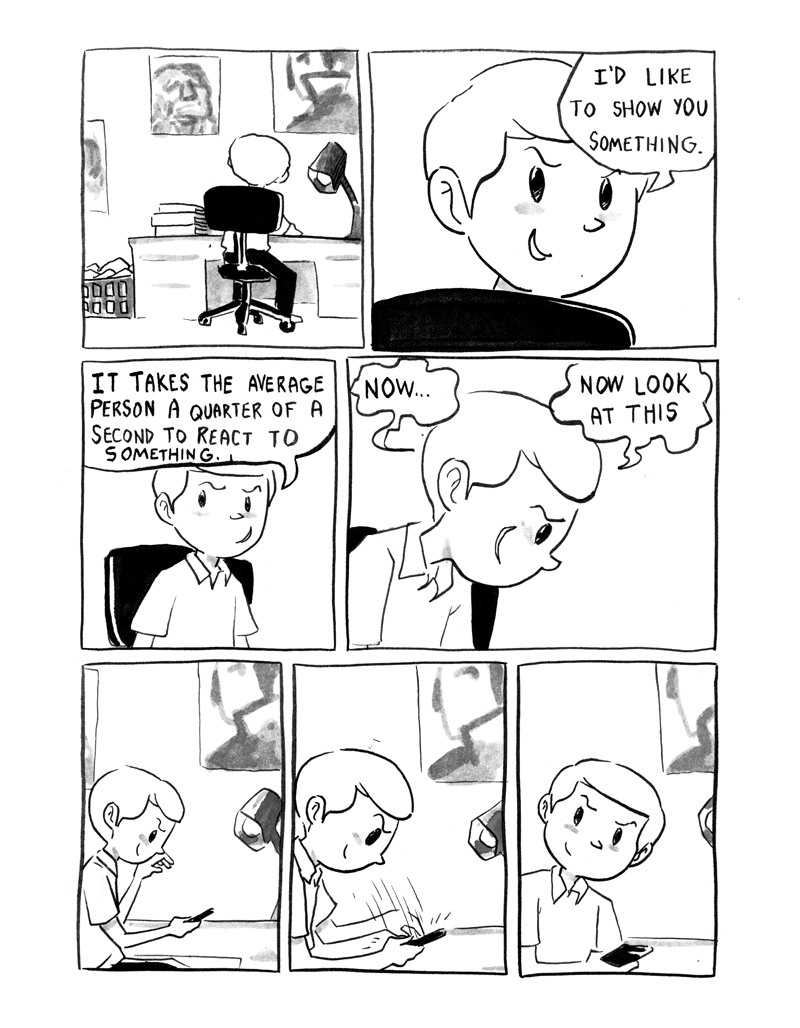 I'D LIKE
TO SHOW YOU
SOMETHING.
IT TAKES THE AVERAGE
PERSON A QUARTER OF A
SECOND TO REACT TO
SOMETHING.
NOW...
NOW LOOK
AT THIS